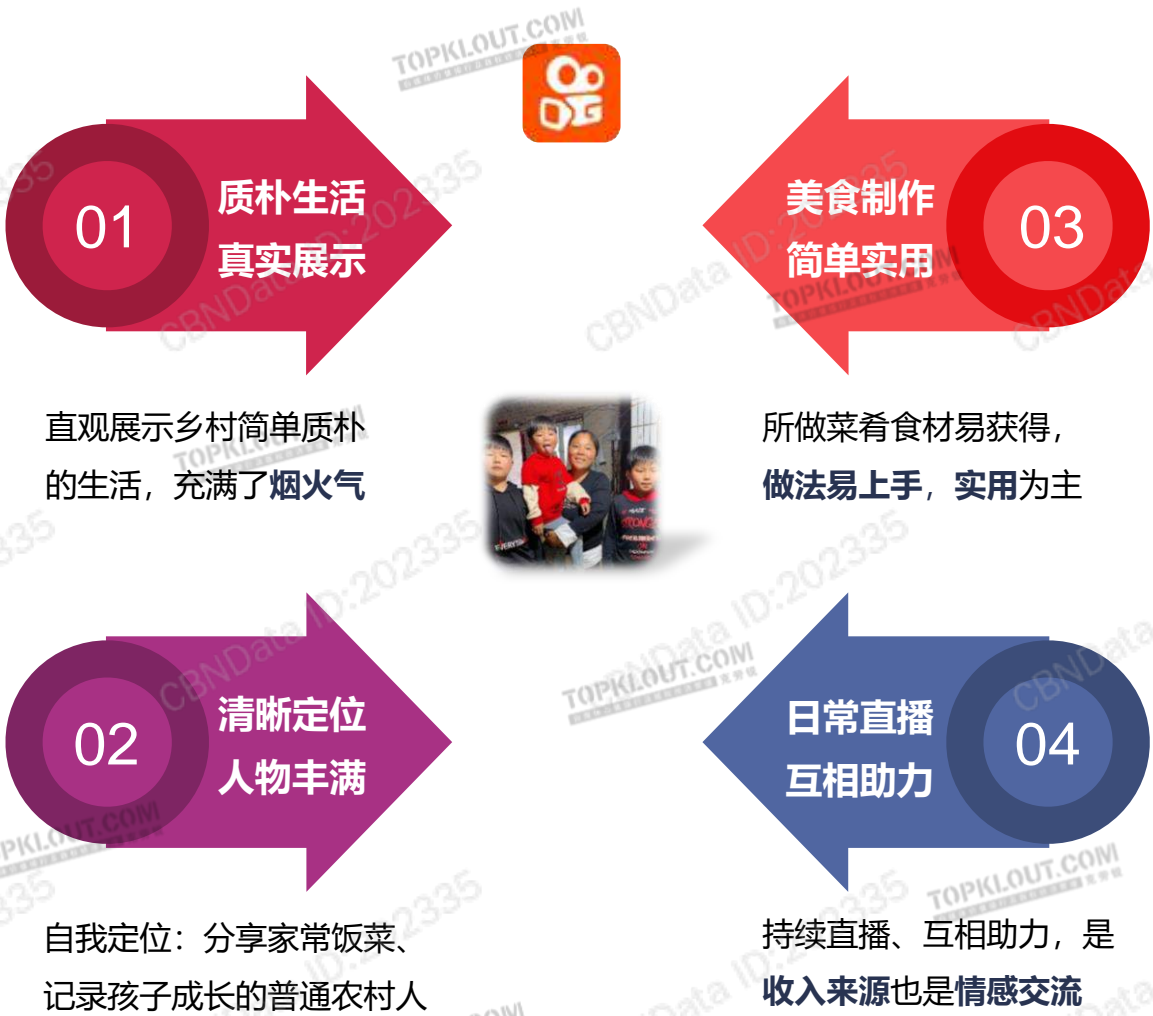 TOPKLOUT.COM
01
质朴生活
真实展示
直观展示乡村简单质朴
的生活，充满了烟火气
02
清晰定位
人物丰满
自我定位：分享家常饭菜、
记录孩子成长的普通农村人
03
美食制作
简单实用
所做菜肴食材易获得，
做法易上手，实用为主
04
日常直播
互相助力
持续直播、互相助力，是
收入来源也是情感交流
CBNData ID:202335